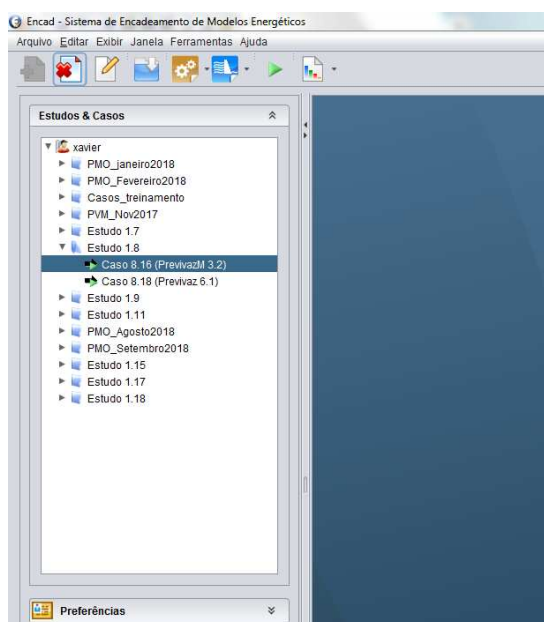 Encad - Sistema de Encadeamento de Modelos Energéticos
Arquivo Editar Exibir Janela Ferramentas Ajuda
Estudos & Casos
xavier
PMO_janeiro2018
PMO_Fevereiro2018
Casos_treinamento
PVM_Nov2017
Estudo 1.7
Estudo 1.8
Caso 8.16 (PrevivazM 3.2)
Caso 8.18 (Previvaz 6.1)
Estudo 1.9
Estudo 1.11
PMO_Agosto2018
PMO_Setembro2018
Estudo 1.15
Estudo 1.17
Estudo 1.18
Preferências